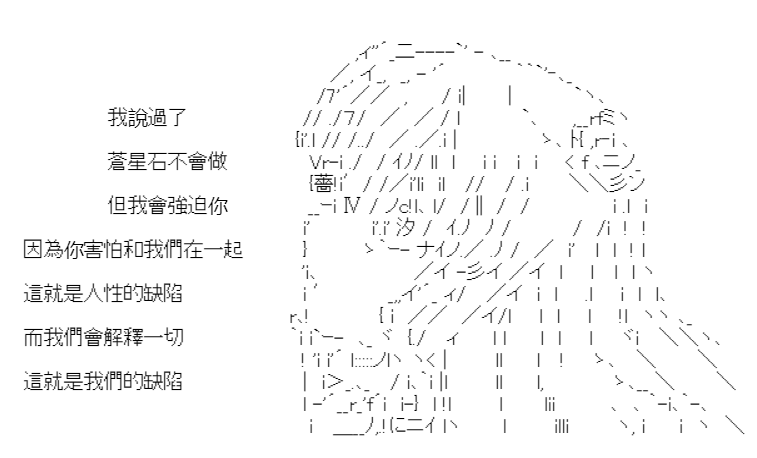 我說過了
蒼星石不會做
但我會強迫你
因為你害怕和我們在一起
這就是人性的缺陷
而我們會解釋一切
這就是我們的缺陷